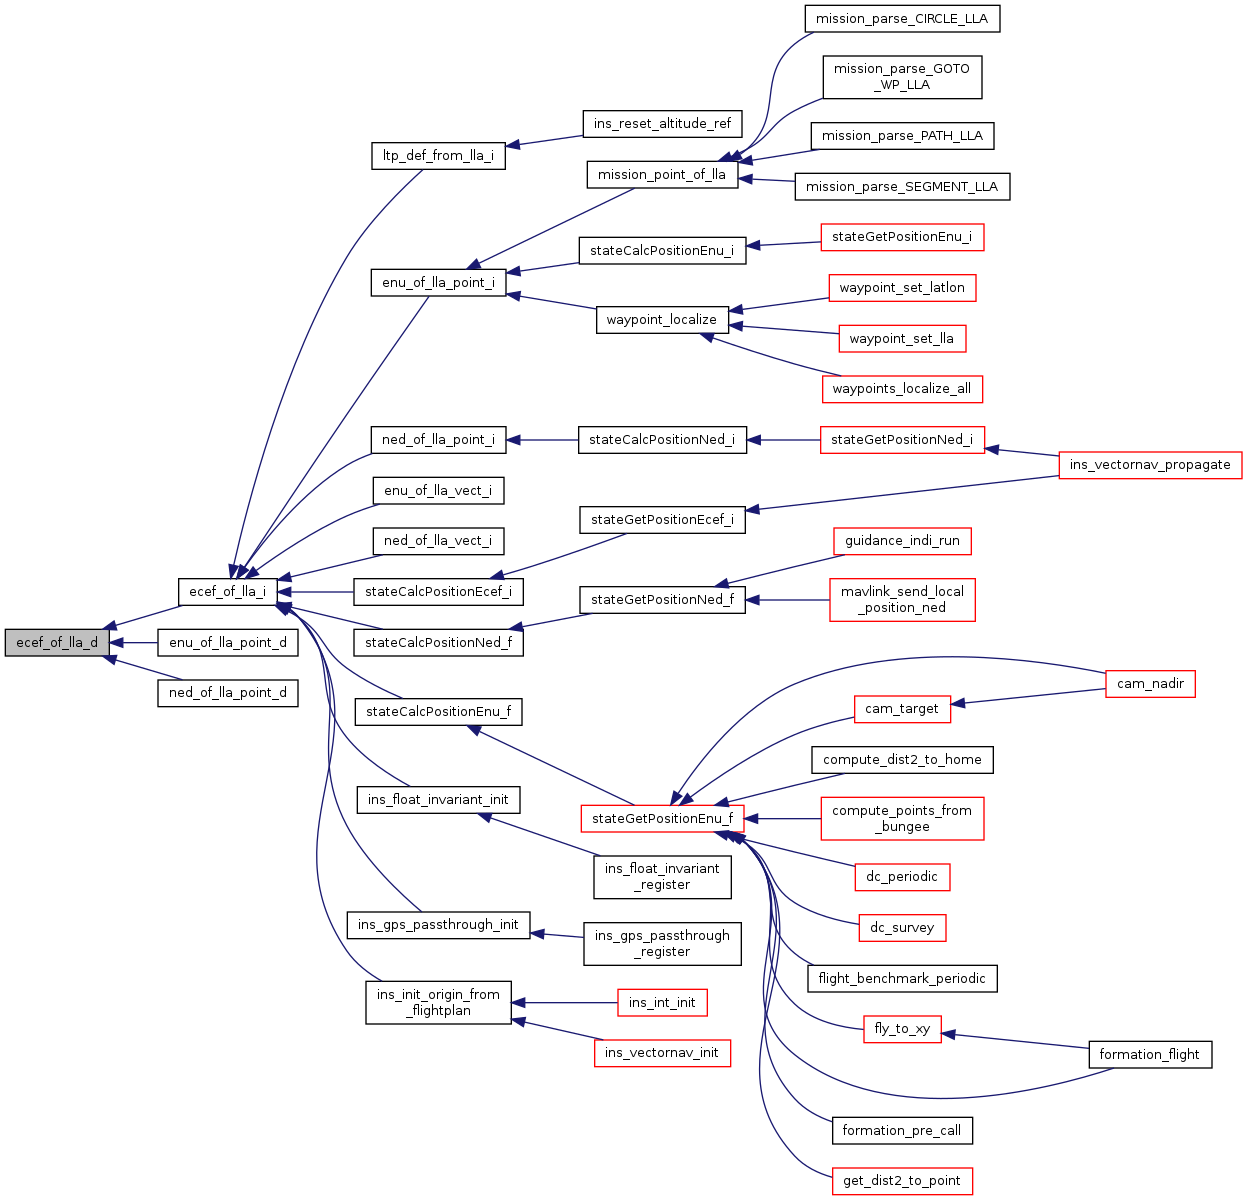 mission_parse_CIRCLE_LLA
mission_parse_GOTO
_WP_LLA
ins_reset_altitude_ref
mission_parse_PATH_LLA
ltp_def_from_lla_i
mission_point_of_lla
mission_parse_SEGMENT_LLA
stateGetPositionEnu_i
stateCalcPositionEnu_i
enu_of_lla_point_i
waypoint_set_latlon
waypoint_localize
waypoint_set_lla
waypoints_localize_all
ned_of_lla_point_i
stateCalcPositionNed_i
stateGetPositionNed_i
ins_vectornav_propagate
enu_of_lla_vect_i
stateGetPositionEcef_i
ned_of_lla_vect_i
guidance_indi_run
ecef_of_lla_i
stateCalcPositionEcef_i
stateGetPositionNed_f
mavlink_send_local
_position_ned
ecef_of_lla_d
enu_of_lla_point_d
stateCalcPositionNed_f
ned_of_lla_point_d
cam_nadir
stateCalcPositionEnu_f
cam_target
compute_dist2_to_home
ins_float_invariant_init
stateGetPositionEnu_f
compute_points_from
_bungee
ins_float_invariant
_register
dc_periodic
ins_gps_passthrough_init
dc_survey
ins_gps_passthrough
_register
flight_benchmark_periodic
ins_init_origin_from
_flightplan
ins_int_init
fly_to_xy
ins_vectornav_init
formation_flight
formation_pre_call
get_dist2_to_point